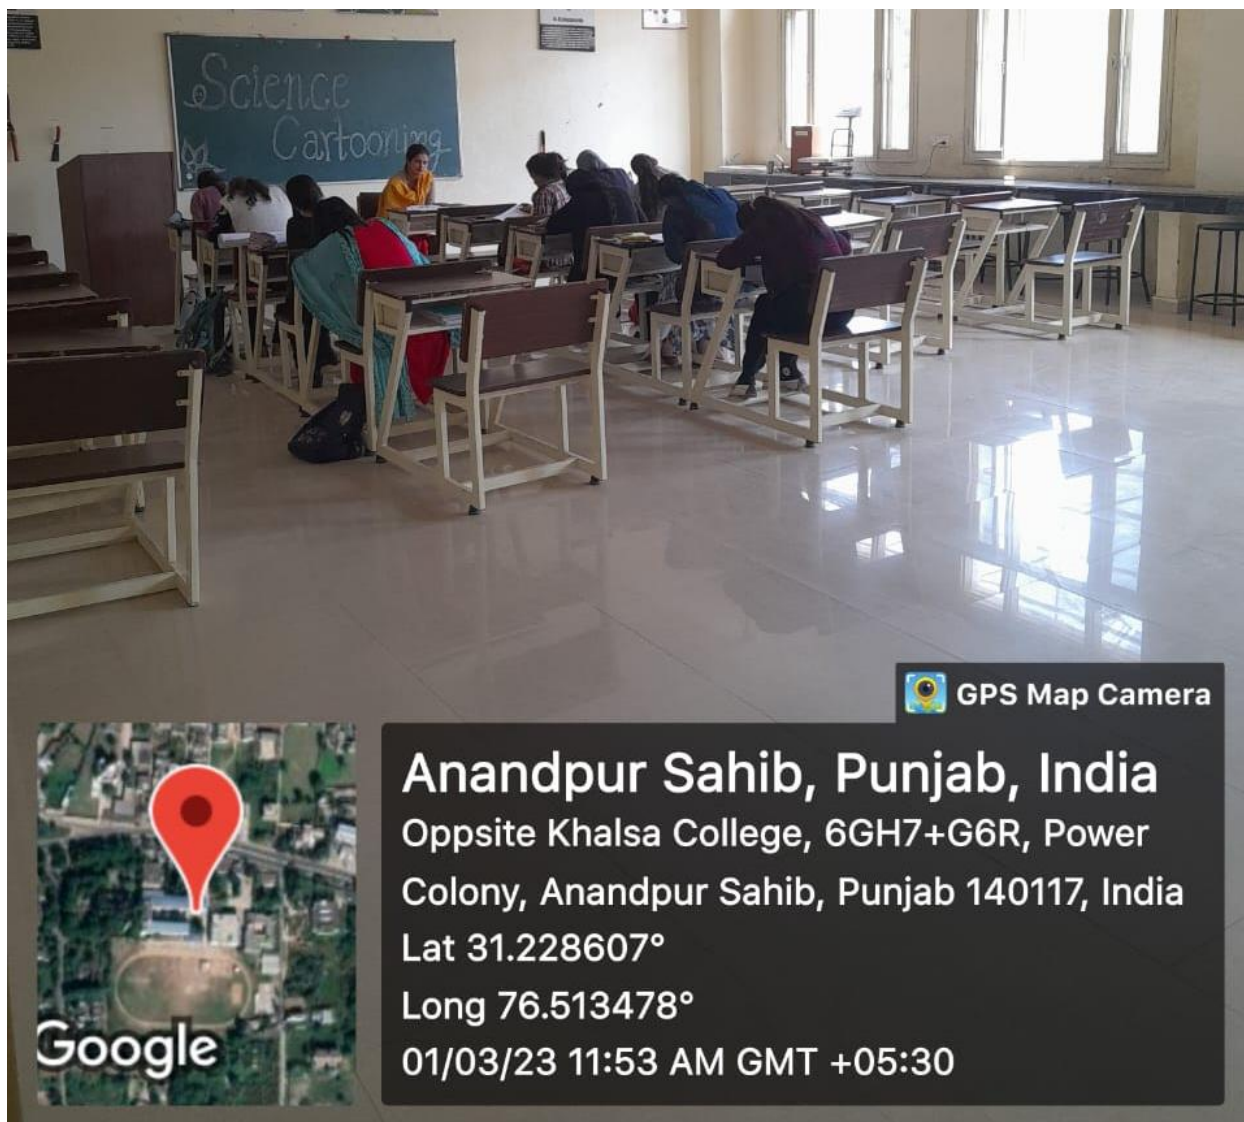 Science
Cartooning
GPS Map Camera
Anandpur Sahib, Punjab, India
Oppsite Khalsa College, 6GH7+G6R, Power
Colony, Anandpur Sahib, Punjab 140117, India
Lat 31.228607°
Long 76.513478°
01/03/23 11:53 AM GMT +05:30
Google